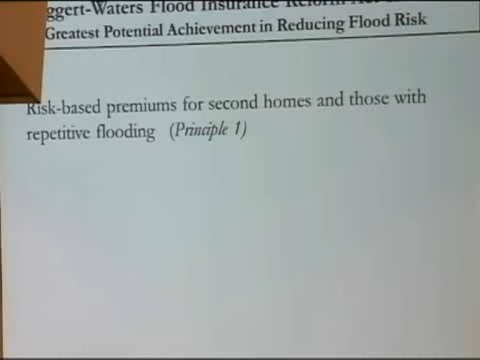 ggert-Waters Flood Insurance Reform
Greatest Potential Achievement in Reducing Flood Risk
Risk-based premiums for second homes and those with
repetitive flooding (Principle 1)